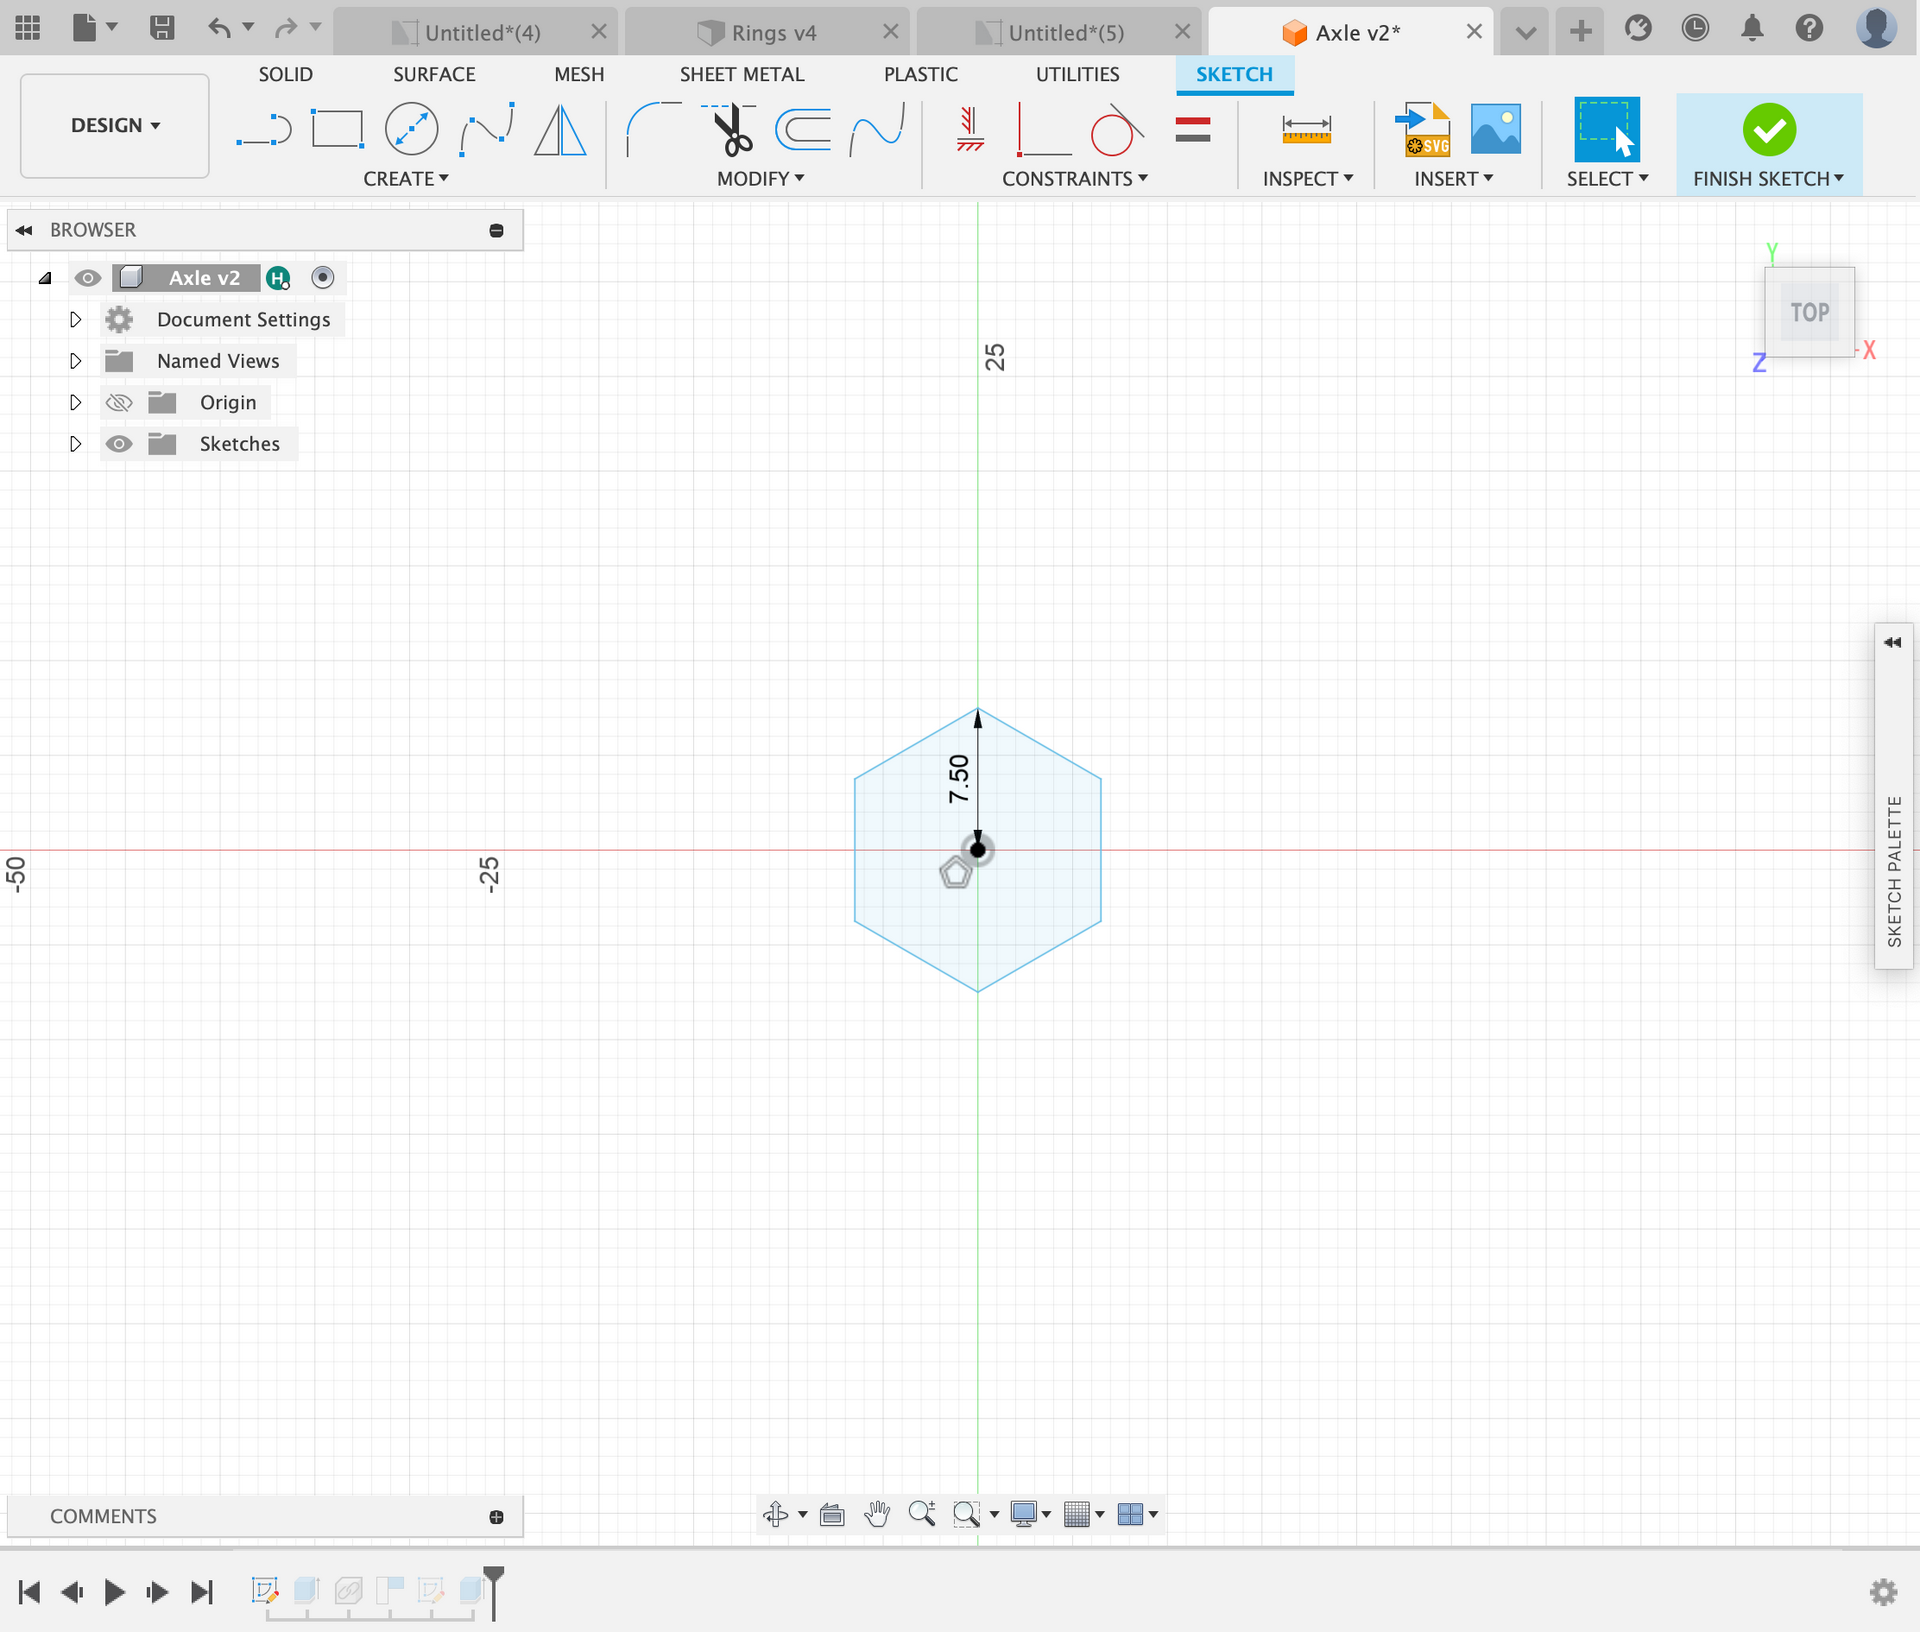 Untitled*(4)
Rings v4
Untitled*(5)
Axle v2*
SOLID
SURFACE
MESH
SHEET METAL
PLASTIC
UTILITIES
SKETCH
DESIGN
CREATE
MODIFY
CONSTRAINTS
INSPECT
SVG
INSERT
SELECT
FINISH SKETCH
BROWSER
Axle v2
H
Document Settings
Named Views
Origin
Sketches
Y
TOP
X
Z
25
7.50
-50
-25
SKETCH PALETTE
COMMENTS